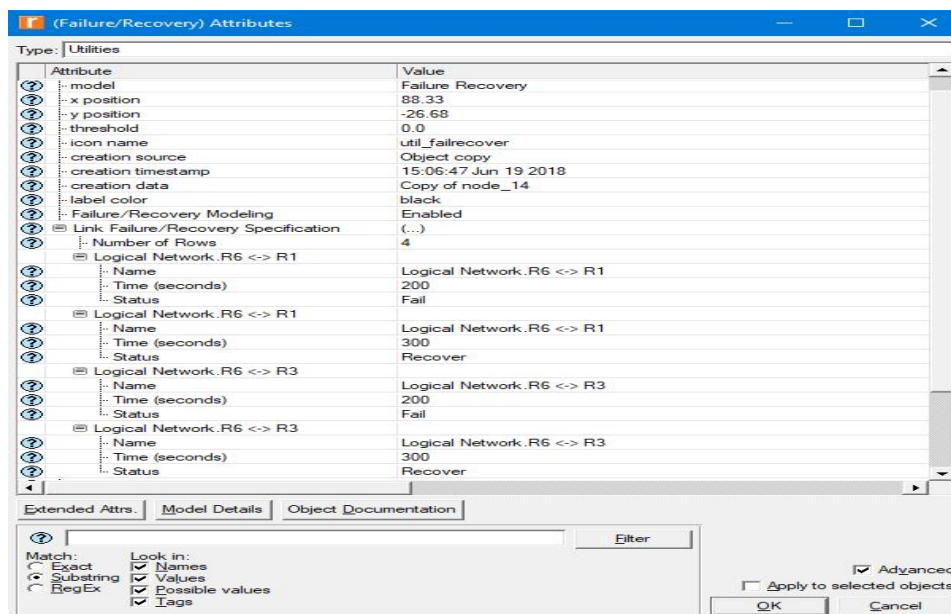 (Failure/Recovery) Attributes
Type: Utilities
Attribute Value
model Failure Recovery
x position 88.33
y position -26.68
threshold 0.0
icon name util_failrecover
creation source Object copy
creation timestamp 15:06:47 Jun 19 2018
creation data Copy of node_14
label color black
Failure/Recovery Modeling Enabled
Link Failure/Recovery Specification (...)
Number of Rows 4
Logical Network.R6 <-> R1
Name Logical Network.R6 <-> R1
Time (seconds) 200
Status Fail
Logical Network.R6 <-> R1
Name Logical Network.R6 <-> R1
Time (seconds) 300
Status Recover
Logical Network.R6 <-> R3
Name Logical Network.R6 <-> R3
Time (seconds) 200
Status Fail
Logical Network.R6 <-> R3
Name Logical Network.R6 <-> R3
Time (seconds) 300
Status Recover
Extended Attrs. Model Details Object Documentation
Filter
Match: Look in:
Exact Names
Substring Values
RegEx Possible values
Tags
Advanced
Apply to selected objects
OK Cancel